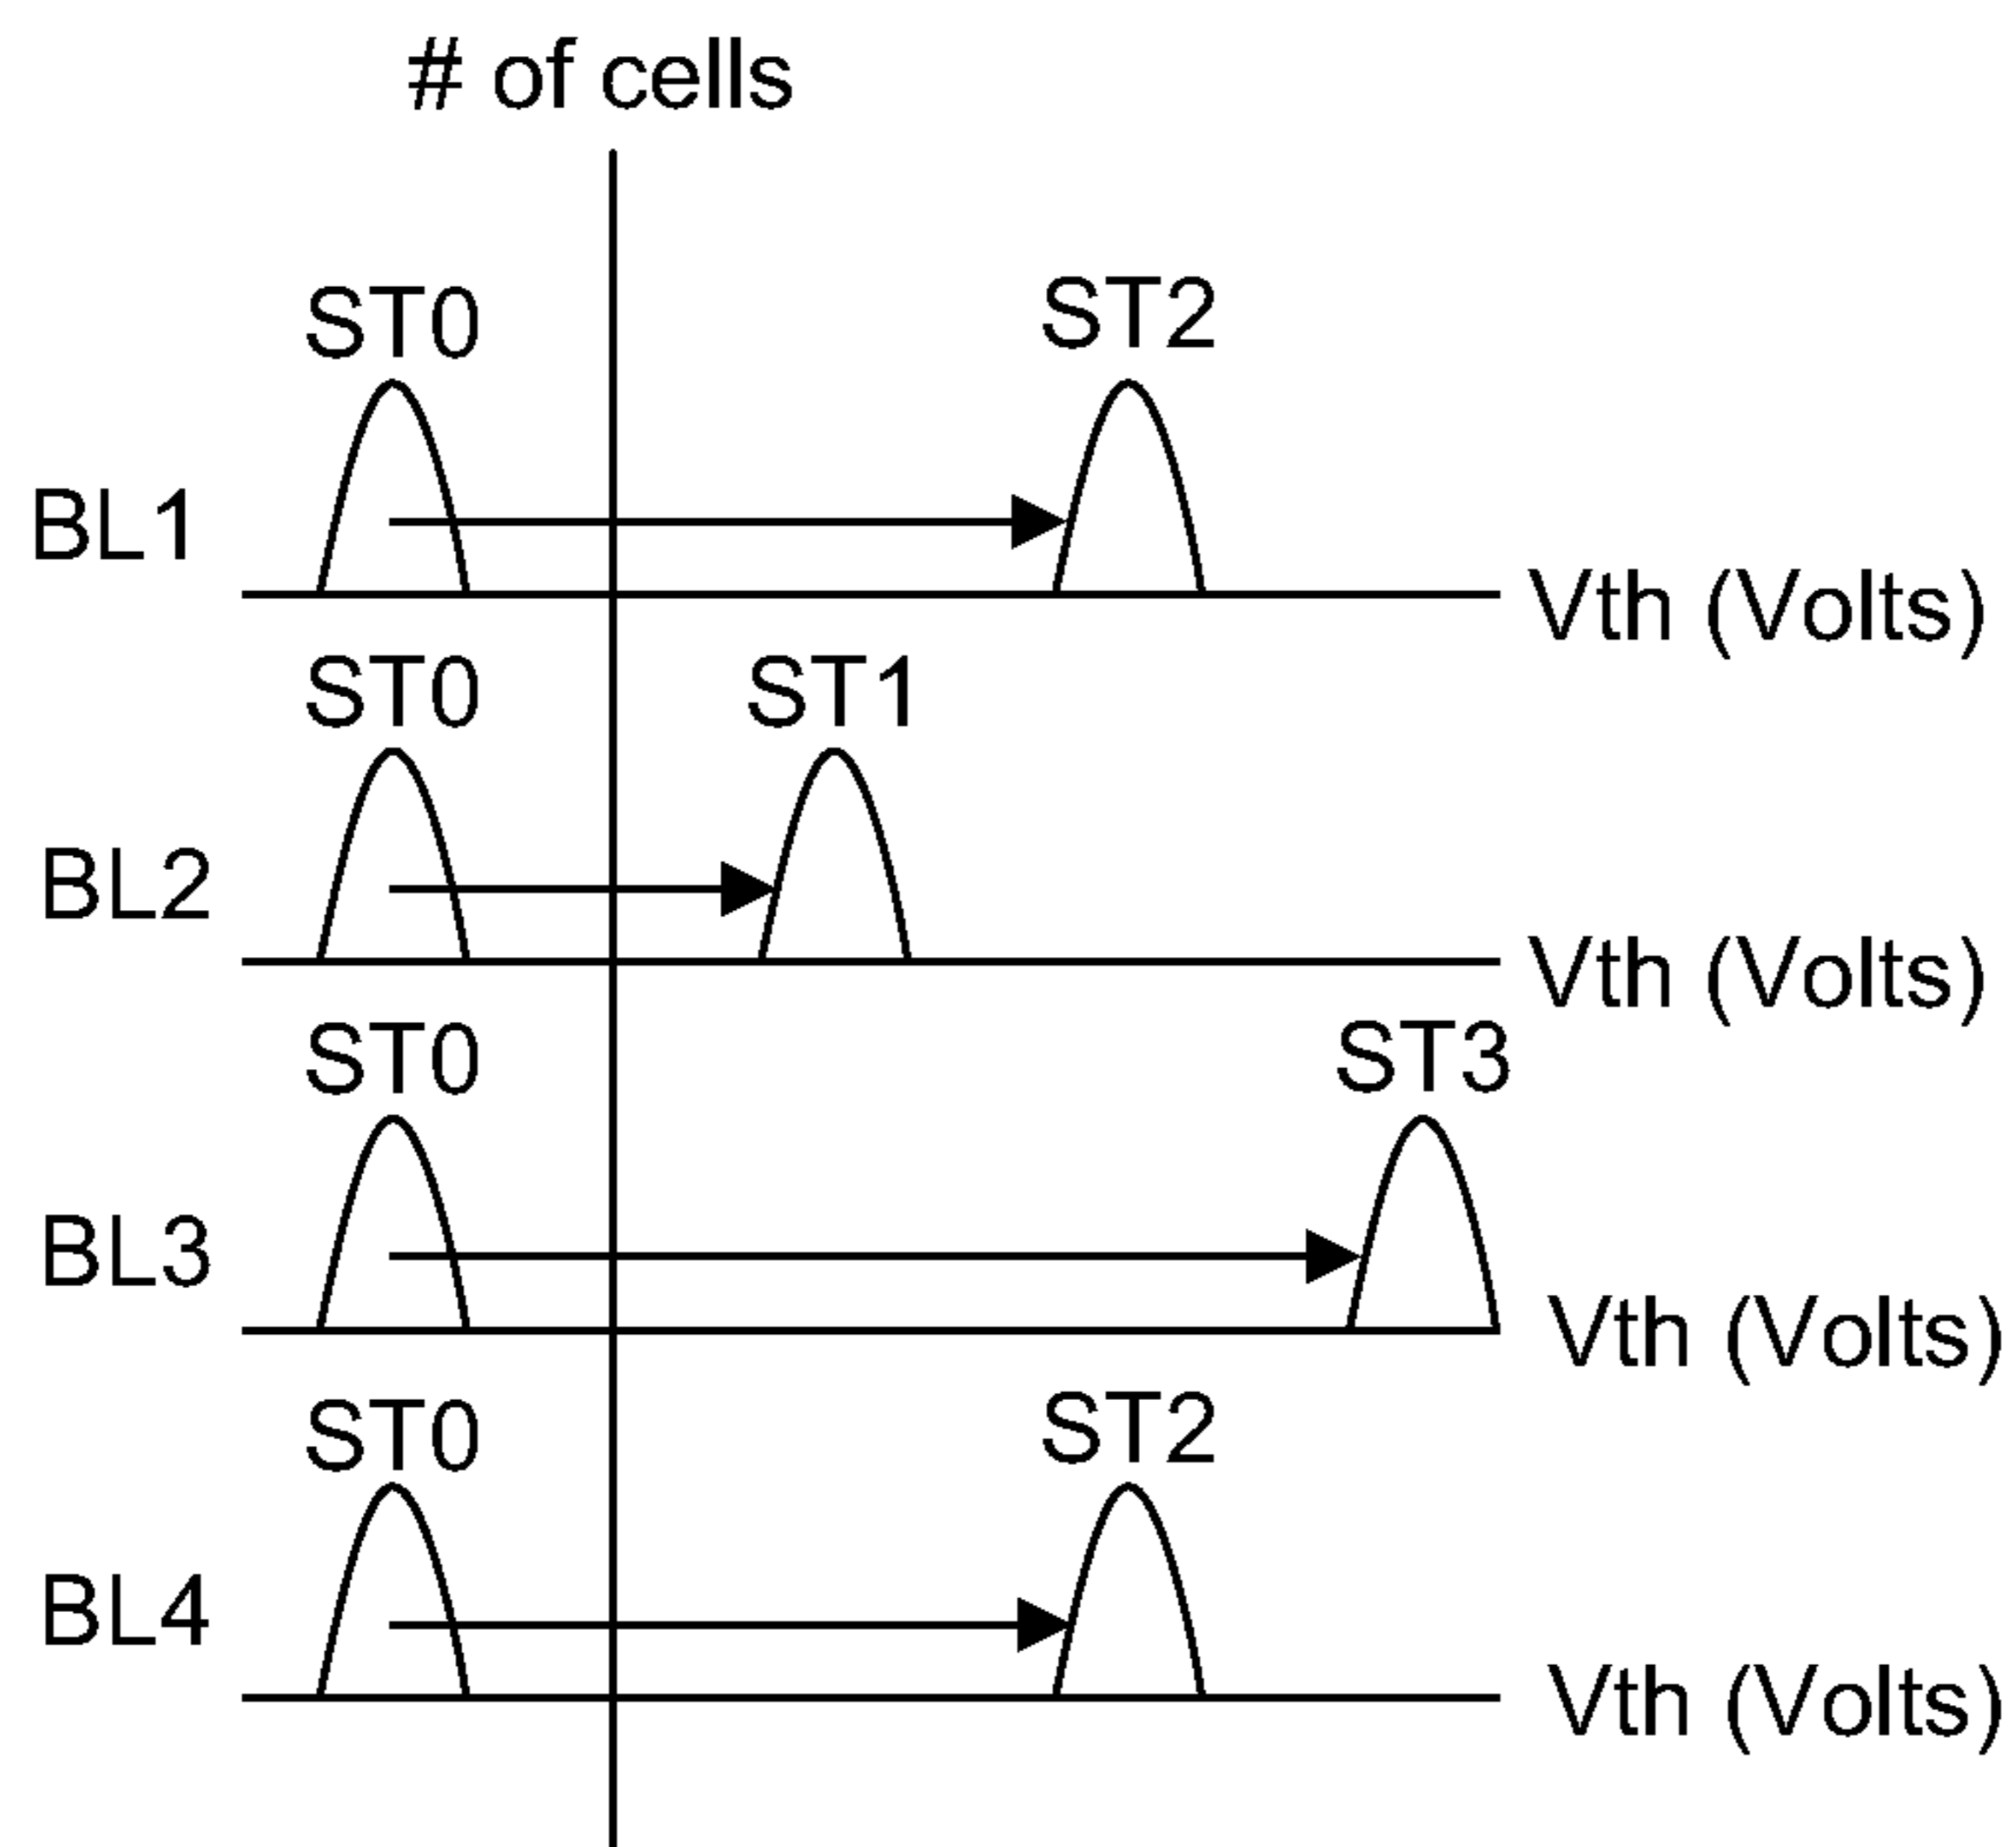 # of cells
ST0 ST2
BL1
Vth (Volts)
ST0 ST1
BL2
Vth (Volts)
ST0 ST3
BL3
Vth (Volts)
ST0 ST2
BL4
Vth (Volts)